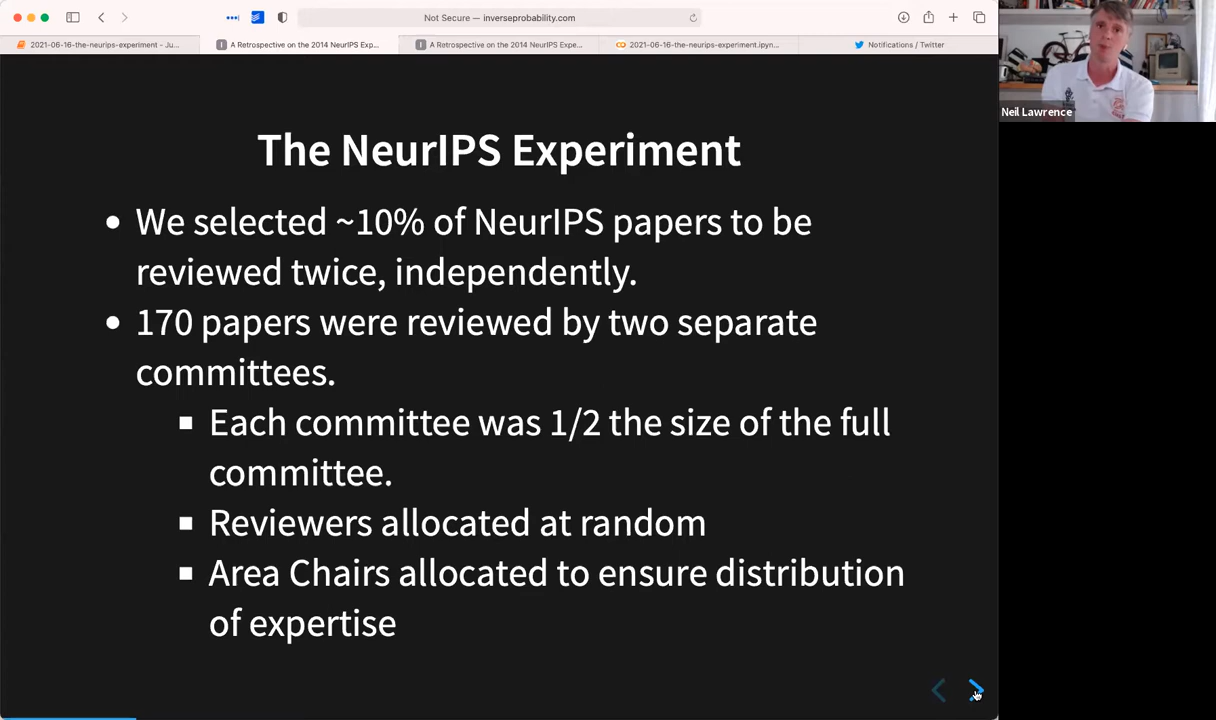 Not Secure — inverseprobability.com
2021-06-16-the-neurips-experiment - Ju...
A Retrospective on the 2014 NeurIPS Exp...
A Retrospective on the 2014 NeurIPS Expe...
2021-06-16-the-neurips-experiment.ipyn...
Notifications / Twitter
Neil Lawrence
The NeurIPS Experiment
• We selected ~10% of NeurIPS papers to be
reviewed twice, independently.
• 170 papers were reviewed by two separate
committees.
▪ Each committee was 1/2 the size of the full
committee.
▪ Reviewers allocated at random
▪ Area Chairs allocated to ensure distribution
of expertise